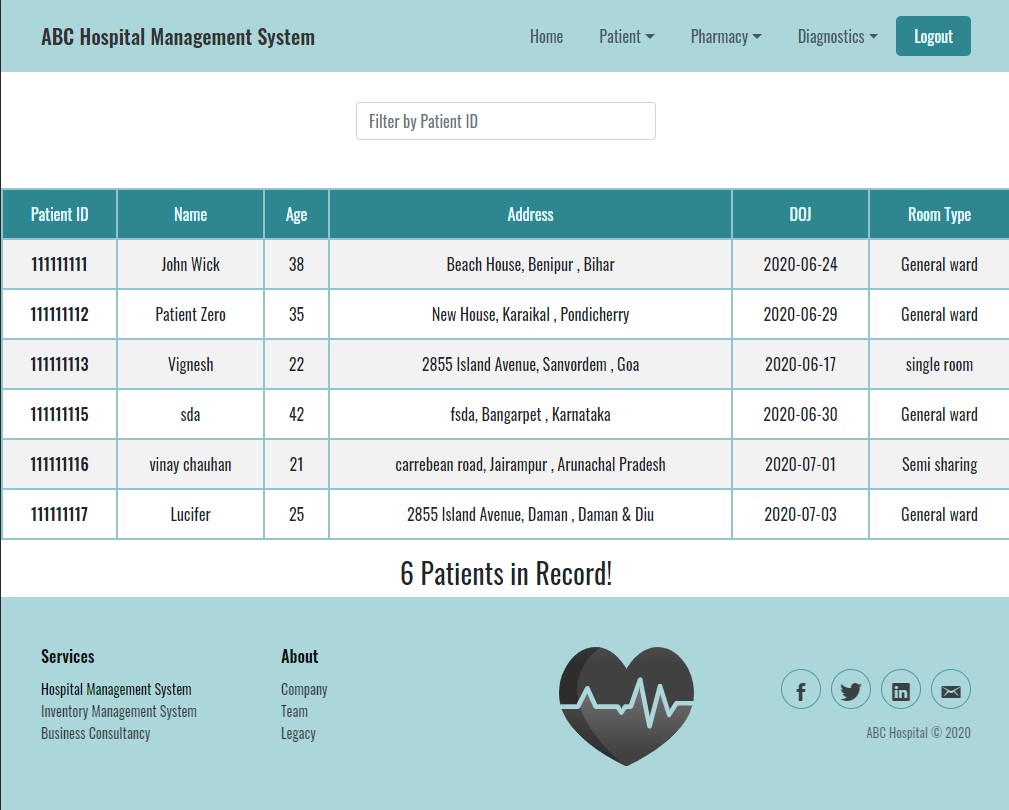 ABC Hospital Management System Home Patient Pharmacy Diagnostics Logout
Filter by Patient ID
Patient ID Name Age Address DOJ Room Type
111111111 John Wick 38 Beach House, Benipur , Bihar 2020-06-24 General ward
111111112 Patient Zero 35 New House, Karaikal , Pondicherry 2020-06-29 General ward
111111113 Vignesh 22 2855 Island Avenue, Sanvordem , Goa 2020-06-17 single room
111111115 sda 42 fsda, Bangarpet , Karnataka 2020-06-30 General ward
111111116 vinay chauhan 21 carrebean road, Jairampur , Arunachal Pradesh 2020-07-01 Semi sharing
111111117 Lucifer 25 2855 Island Avenue, Daman , Daman & Diu 2020-07-03 General ward
6 Patients in Record!
Services
Hospital Management System
Inventory Management System
Business Consultancy
About
Company
Team
Legacy
ABC Hospital © 2020